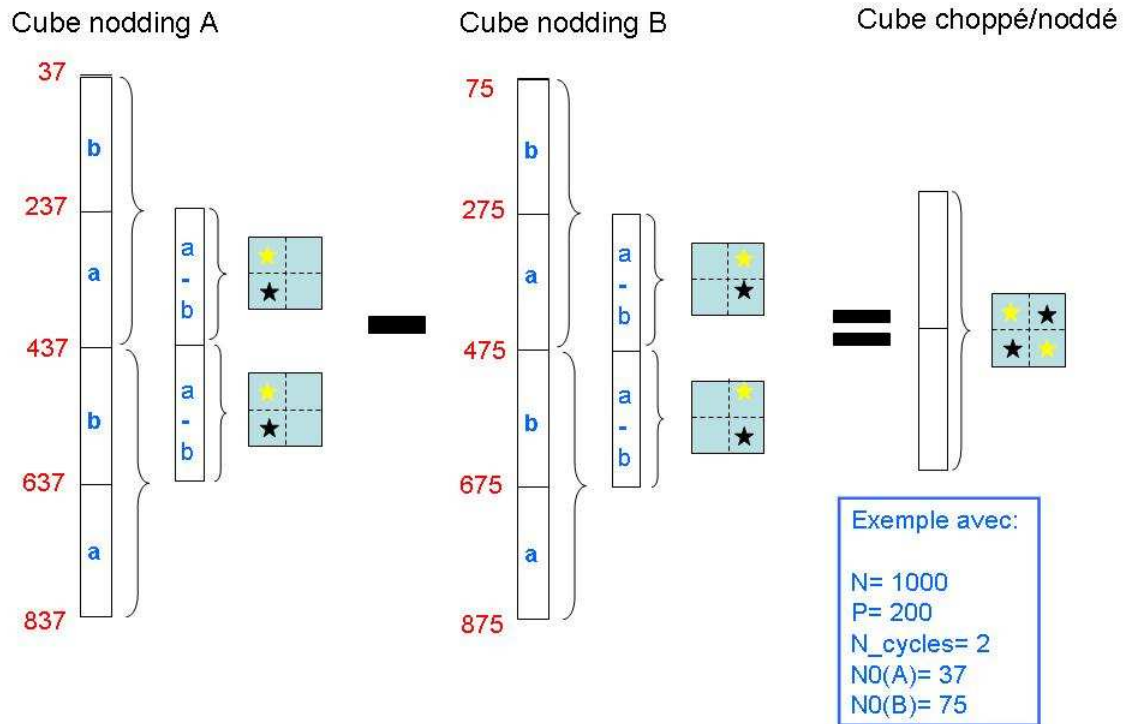 Cube nodding A
37
b
237
a
437
b
637
a
837
a
-
b
a
-
b
Cube nodding B
75
b
275
a
475
b
675
a
875
a
-
b
a
-
b
Cube choppé/noddé
Exemple avec:
N= 1000
P= 200
N_cycles= 2
N0(A)= 37
N0(B)= 75